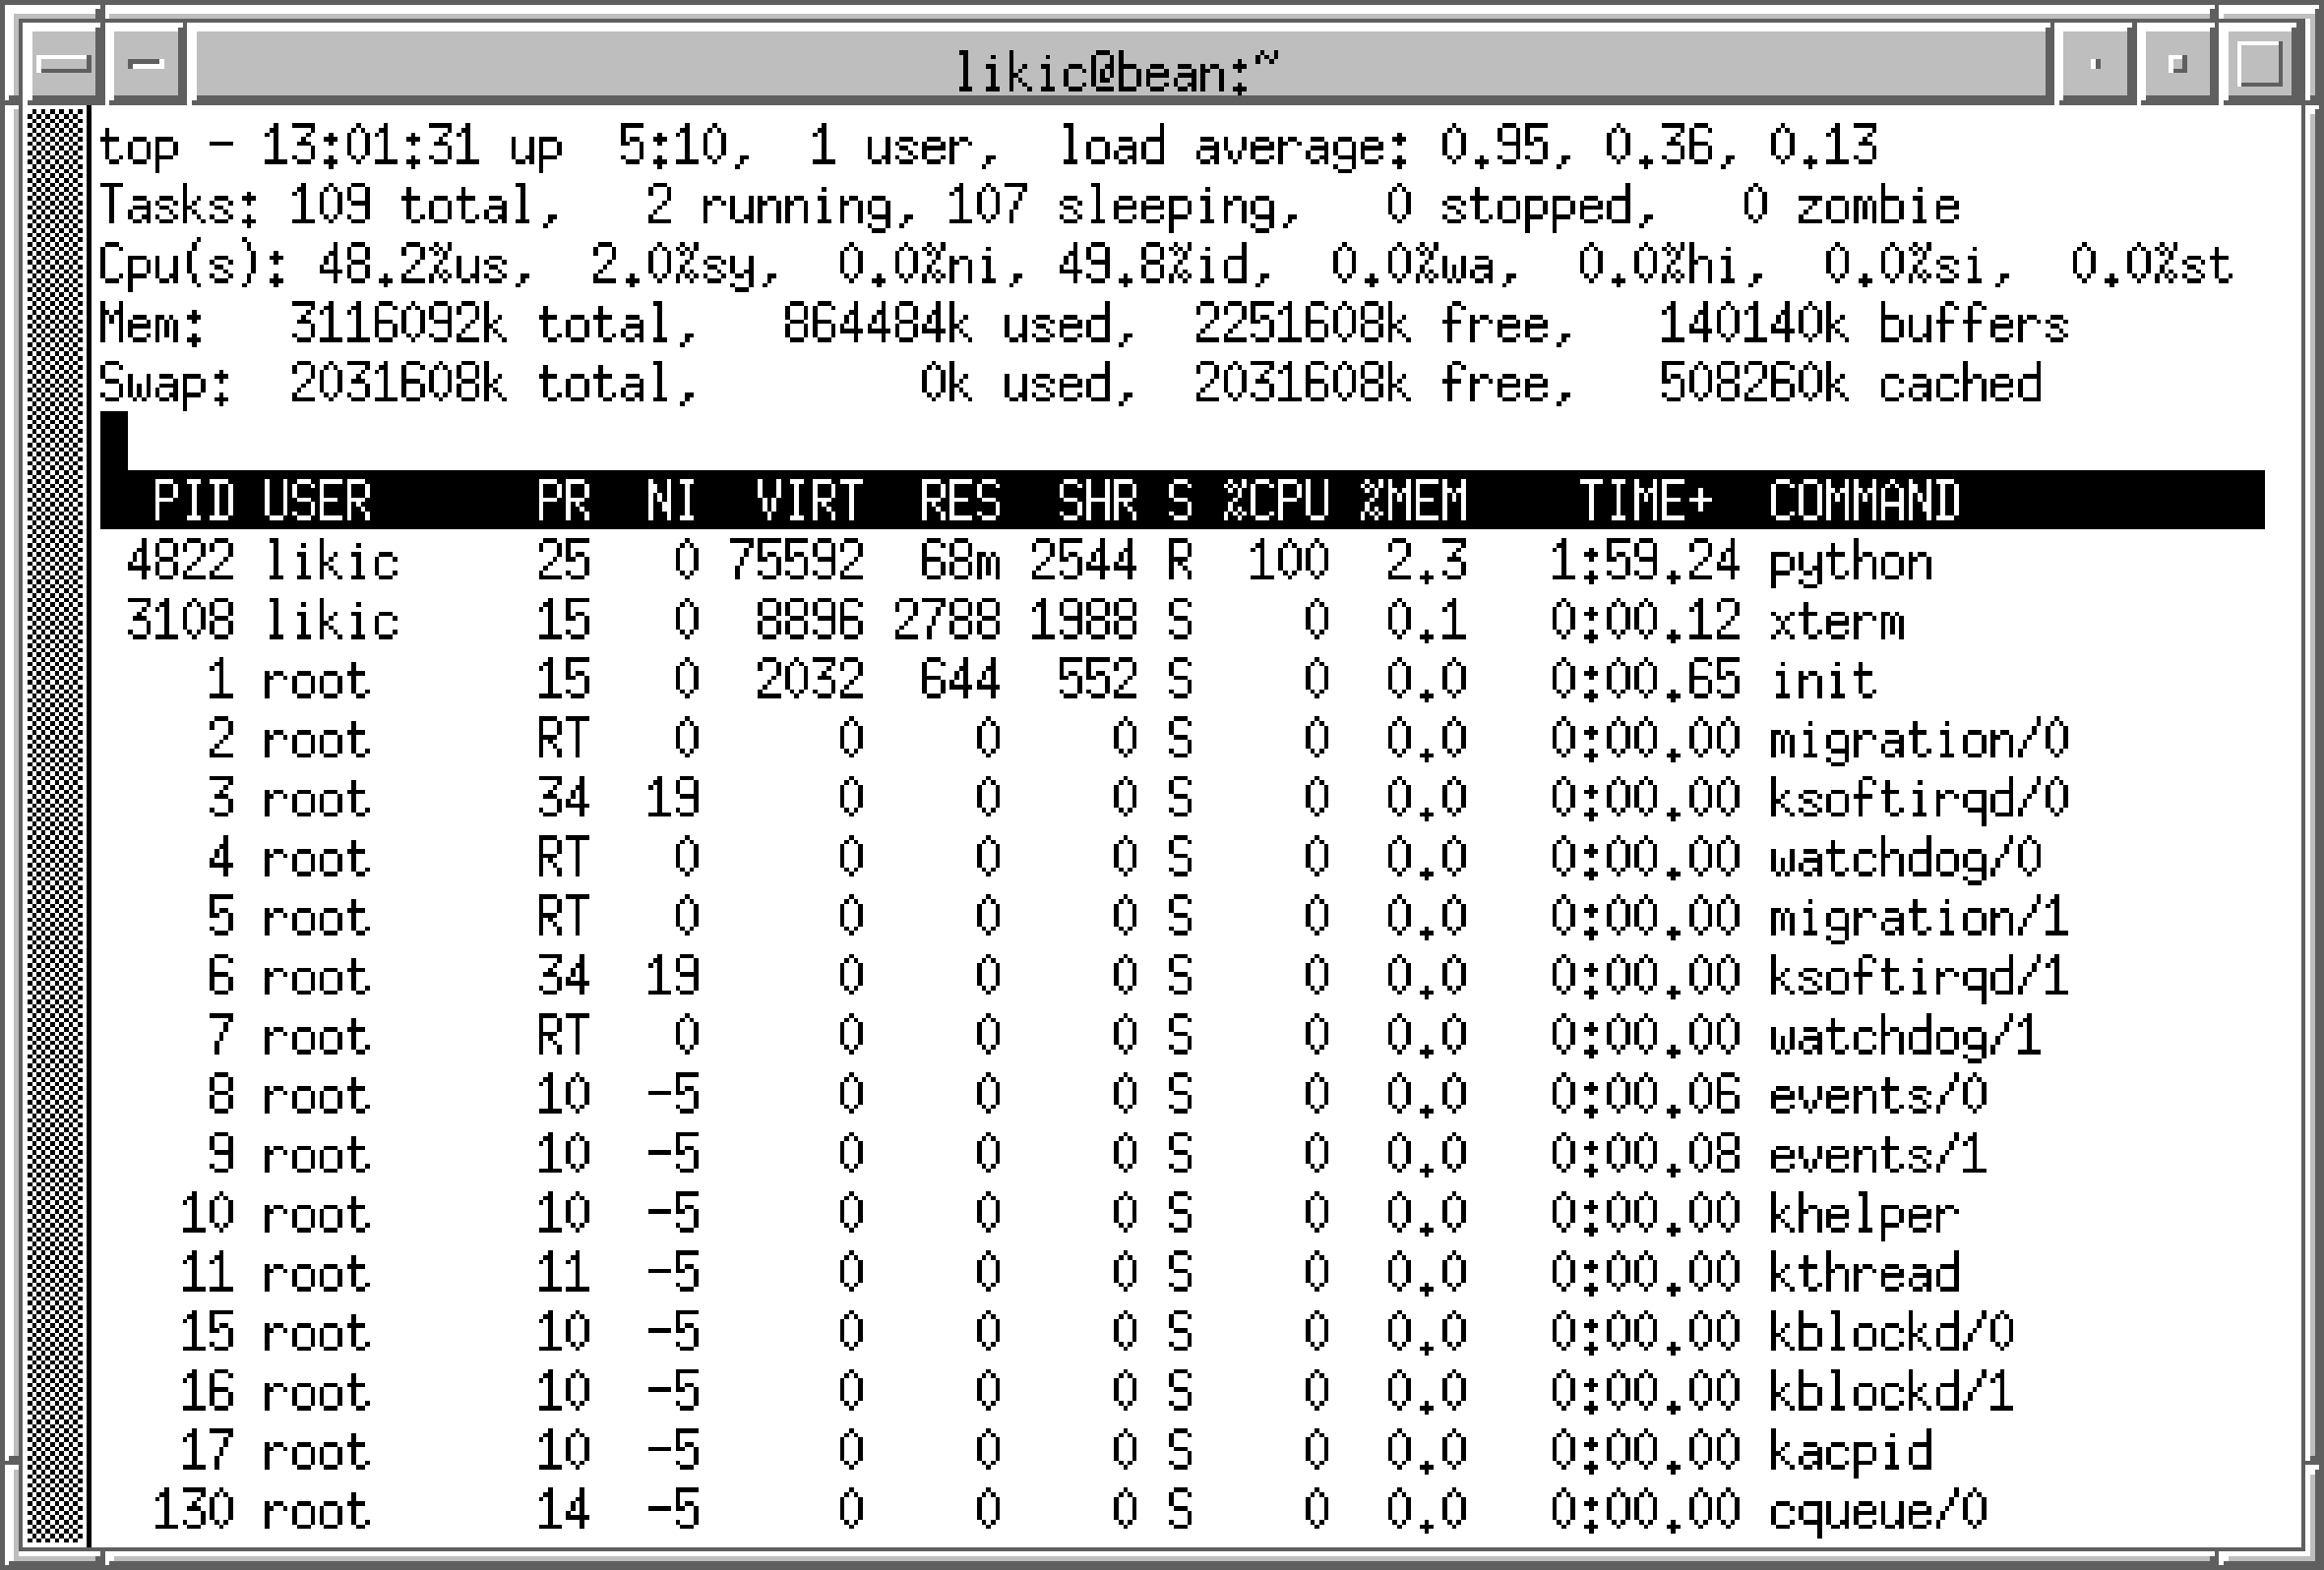 likic@bean:~
top - 13:01:31 up  5:10,  1 user,  load average: 0.95, 0.36, 0.13
Tasks: 109 total,   2 running, 107 sleeping,   0 stopped,   0 zombie
Cpu(s): 48.2%us,  2.0%sy,  0.0%ni, 49.8%id,  0.0%wa,  0.0%hi,  0.0%si,  0.0%st
Mem:   3116092k total,   864484k used,  2251608k free,   140140k buffers
Swap:  2031608k total,        0k used,  2031608k free,   508260k cached
  PID USER      PR  NI  VIRT  RES  SHR S %CPU %MEM    TIME+  COMMAND
 4822 likic     25   0 75592  68m 2544 R  100  2.3   1:59.24 python
 3108 likic     15   0  8896 2788 1988 S    0  0.1   0:00.12 xterm
    1 root      15   0  2032  644  552 S    0  0.0   0:00.65 init
    2 root      RT   0     0    0    0 S    0  0.0   0:00.00 migration/0
    3 root      34  19     0    0    0 S    0  0.0   0:00.00 ksoftirqd/0
    4 root      RT   0     0    0    0 S    0  0.0   0:00.00 watchdog/0
    5 root      RT   0     0    0    0 S    0  0.0   0:00.00 migration/1
    6 root      34  19     0    0    0 S    0  0.0   0:00.00 ksoftirqd/1
    7 root      RT   0     0    0    0 S    0  0.0   0:00.00 watchdog/1
    8 root      10  -5     0    0    0 S    0  0.0   0:00.06 events/0
    9 root      10  -5     0    0    0 S    0  0.0   0:00.08 events/1
   10 root      10  -5     0    0    0 S    0  0.0   0:00.00 khelper
   11 root      11  -5     0    0    0 S    0  0.0   0:00.00 kthread
   15 root      10  -5     0    0    0 S    0  0.0   0:00.00 kblockd/0
   16 root      10  -5     0    0    0 S    0  0.0   0:00.00 kblockd/1
   17 root      10  -5     0    0    0 S    0  0.0   0:00.00 kacpid
  130 root      14  -5     0    0    0 S    0  0.0   0:00.00 cqueue/0